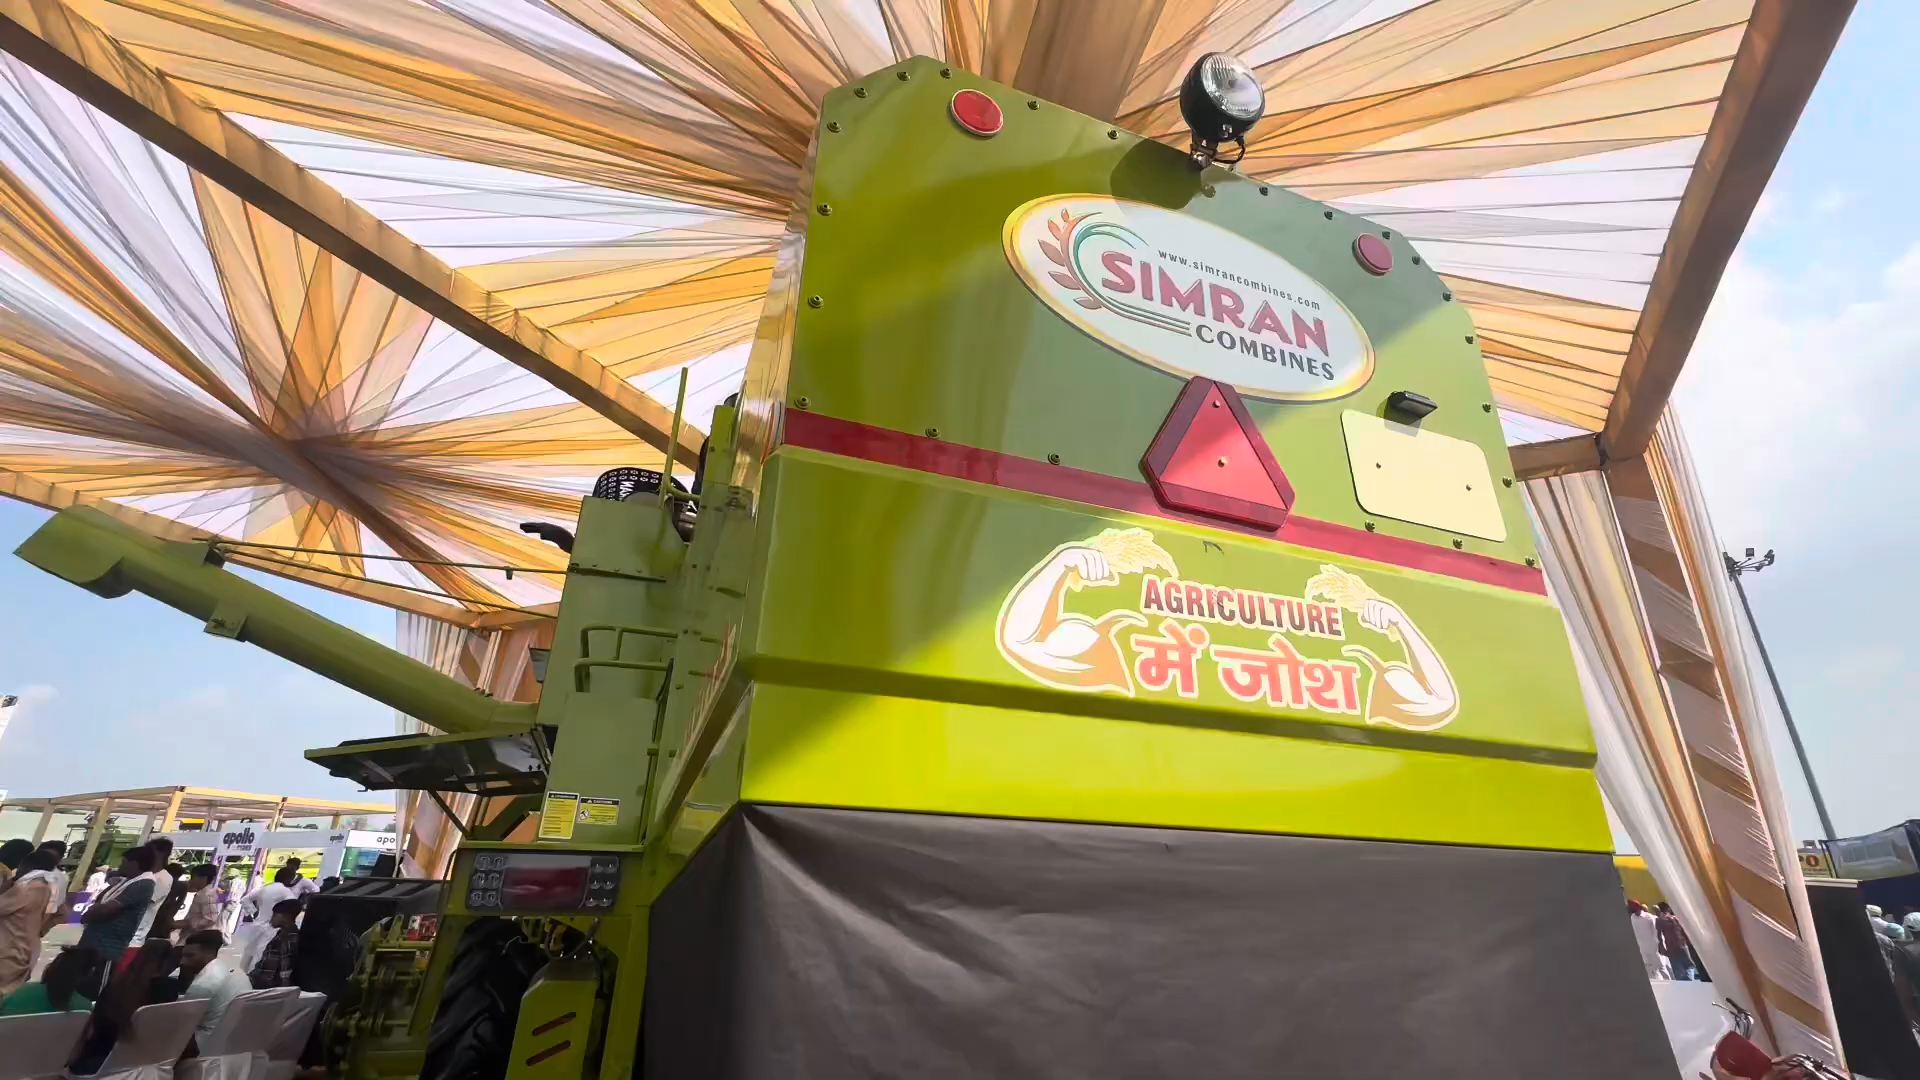 www.simrancombines.com
SIMRAN
COMBINES
AGRICULTURE
में जोश
apollo